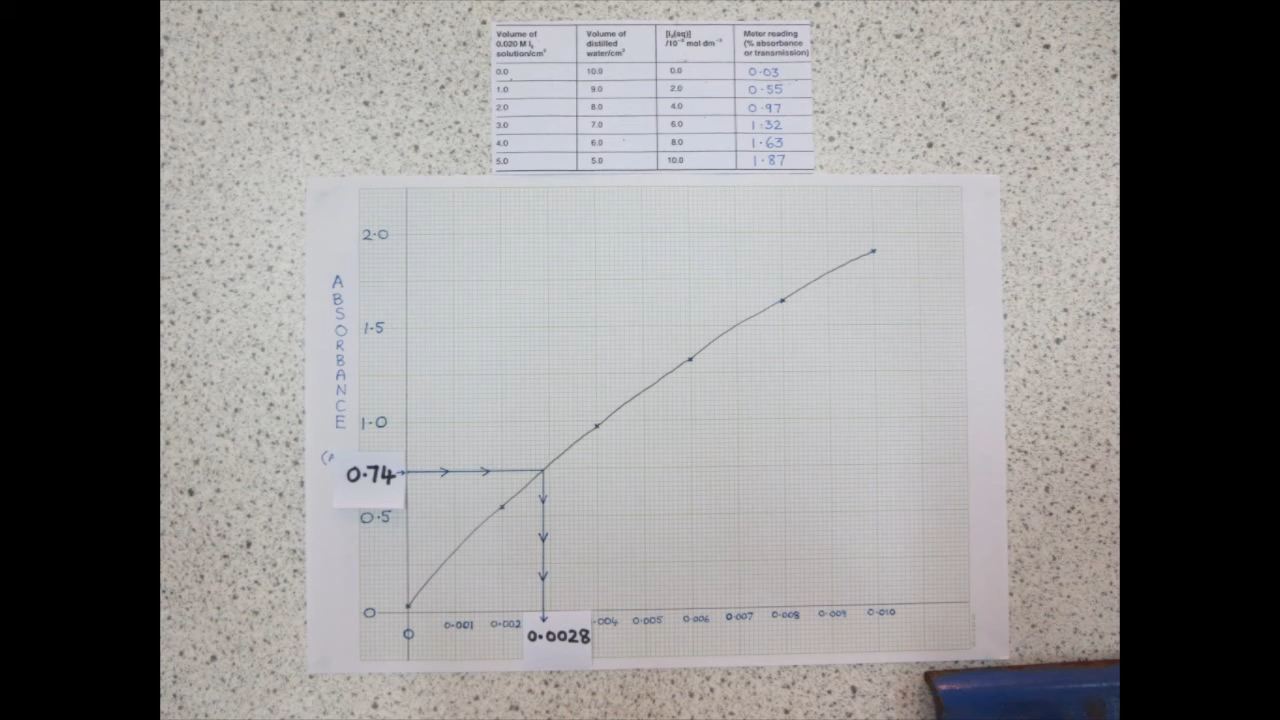 Volume of 0.020 M I₂ solution/cm³ Volume of distilled water/cm³ [I₂(aq)] /10⁻³ mol dm⁻³ Meter reading (% absorbance or transmission)
0.0 10.0 0.0 0.03
1.0 9.0 2.0 0.55
2.0 8.0 4.0 0.97
3.0 7.0 6.0 1.32
4.0 6.0 8.0 1.63
5.0 5.0 10.0 1.87
2.0
ABSORBANCE
1.5
1.0
0.74
0.5
0
0 0.001 0.002 0.0028 .004 0.005 0.006 0.007 0.008 0.009 0.010